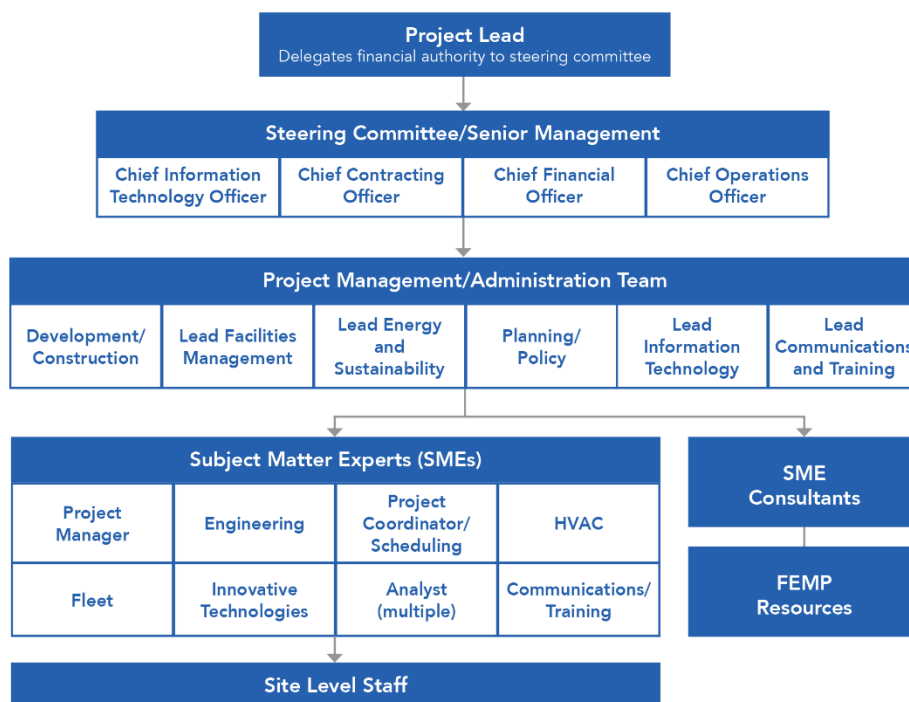 Project Lead
Delegates financial authority to steering committee
Steering Committee/Senior Management
Chief Information
Technology Officer
Chief Contracting
Officer
Chief Financial
Officer
Chief Operations
Officer
Project Management/Administration Team
Development/
Construction
Lead Facilities
Management
Lead Energy
and
Sustainability
Planning/
Policy
Lead
Information
Technology
Lead
Communications
and Training
Subject Matter Experts (SMEs)
Project
Manager
Engineering
Project
Coordinator/
Scheduling
HVAC
Fleet
Innovative
Technologies
Analyst
(multiple)
Communications/
Training
SME
Consultants
FEMP
Resources
Site Level Staff